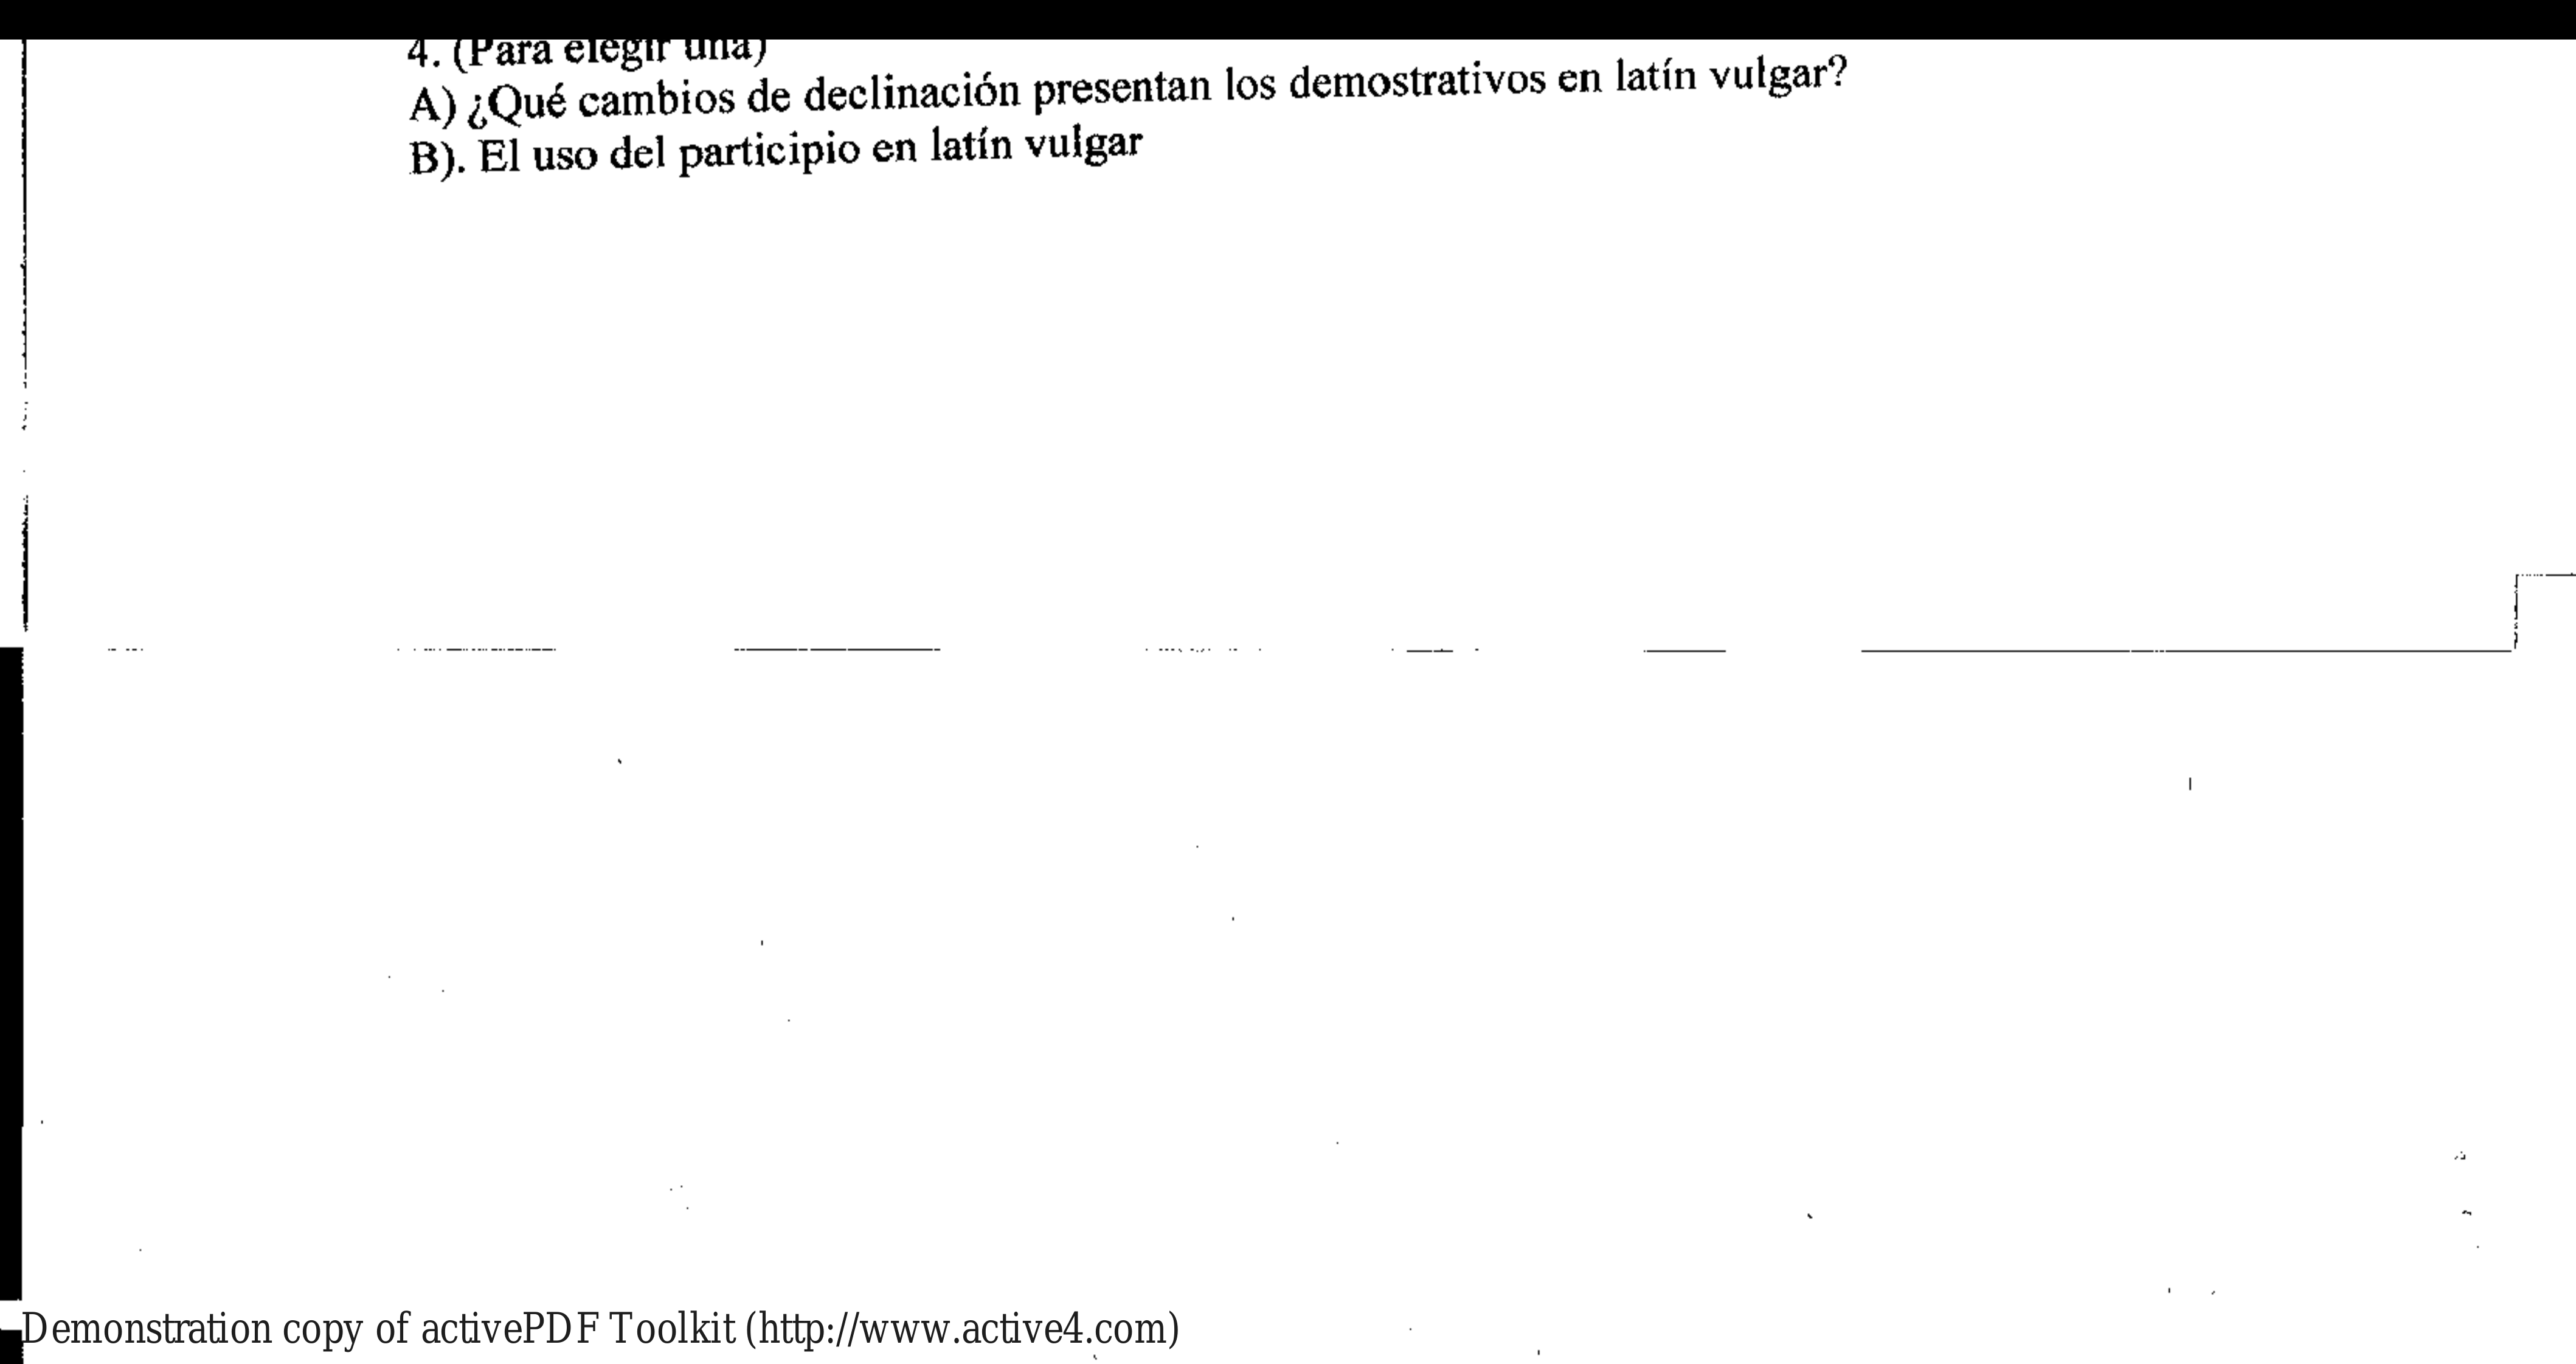 4. (Para elegir una)
A) ¿Qué cambios de declinación presentan los demostrativos en latín vulgar?
B). El uso del participio en latín vulgar
Demonstration copy of activePDF Toolkit (http://www.active4.com)